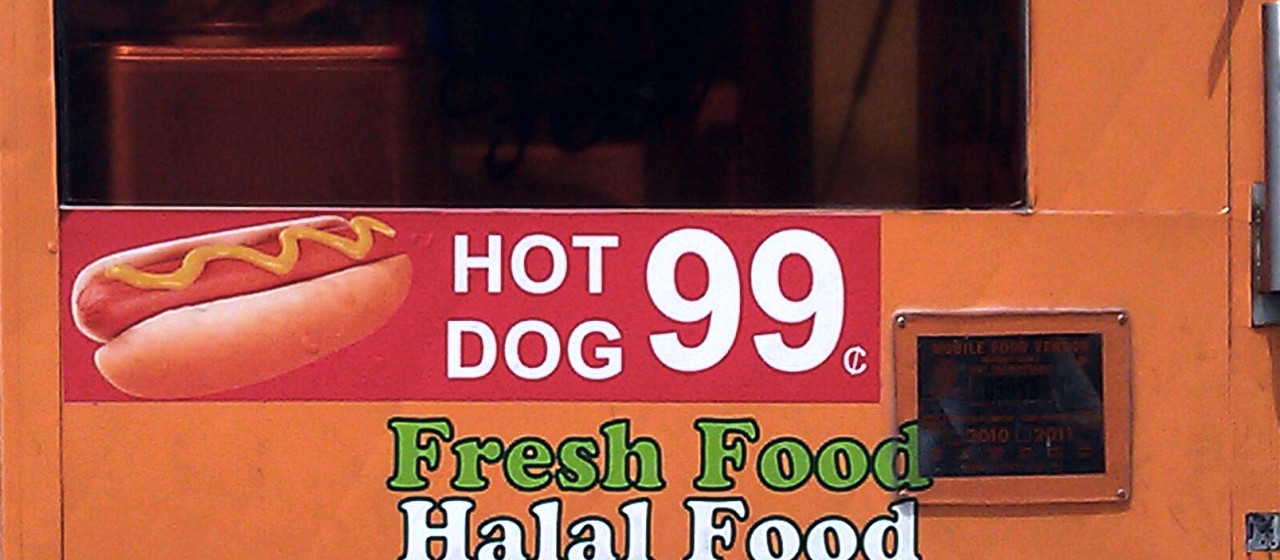 HOT
DOG
99¢
Fresh Food
Halal Food
MOBILE FOOD VENDOR
2010 2011